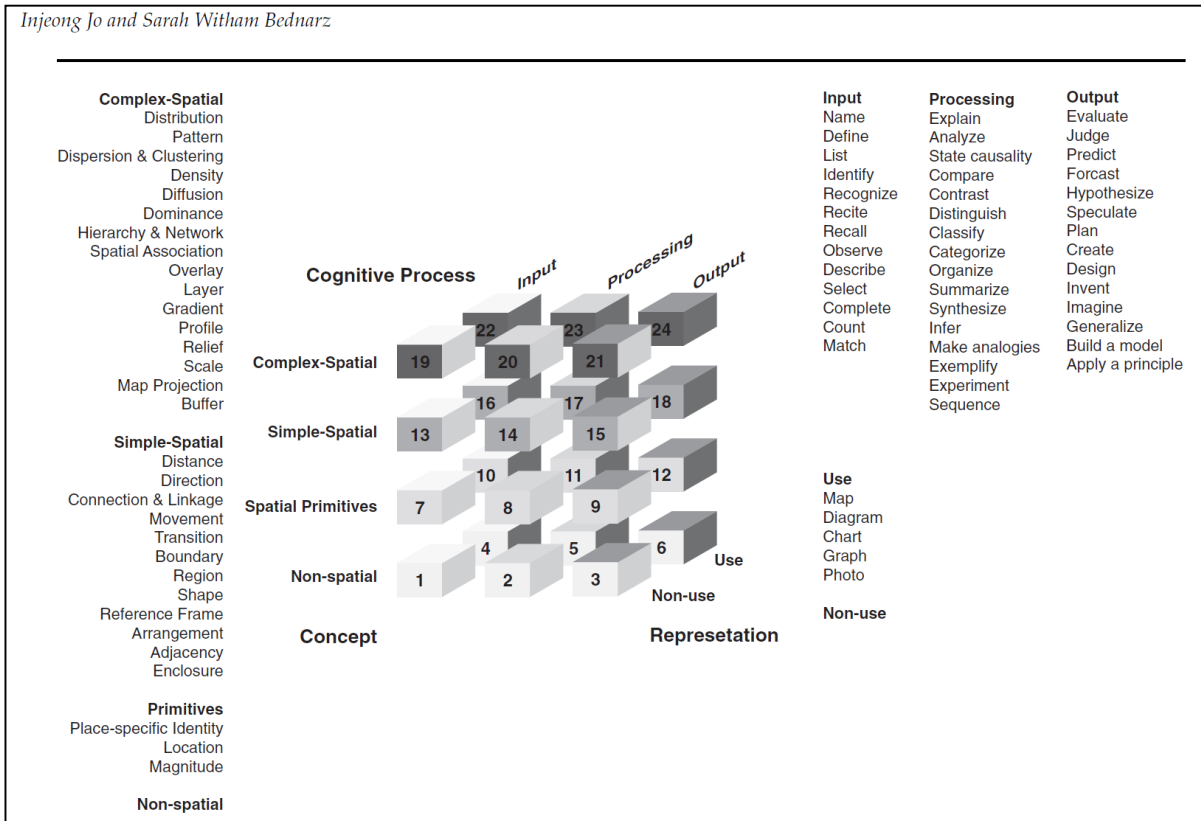 Injeong Jo and Sarah Witham Bednarz
Complex-Spatial
Distribution
Pattern
Dispersion & Clustering
Density
Diffusion
Dominance
Hierarchy & Network
Spatial Association
Overlay
Layer
Gradient
Profile
Relief
Scale
Map Projection
Buffer
Simple-Spatial
Distance
Direction
Connection & Linkage
Movement
Transition
Boundary
Region
Shape
Reference Frame
Arrangement
Adjacency
Enclosure
Primitives
Place-specific Identity
Location
Magnitude
Non-spatial
Cognitive Process
Input
Processing
Output
22 23 24
Complex-Spatial 19 20 21
16 17 18
Simple-Spatial 13 14 15
10 11 12
Spatial Primitives 7 8 9
4 5 6
Use
Non-spatial 1 2 3
Non-use
Concept
Represetation
Input
Name
Define
List
Identify
Recognize
Recite
Recall
Observe
Describe
Select
Complete
Count
Match
Processing
Explain
Analyze
State causality
Compare
Contrast
Distinguish
Classify
Categorize
Organize
Summarize
Synthesize
Infer
Make analogies
Exemplify
Experiment
Sequence
Output
Evaluate
Judge
Predict
Forcast
Hypothesize
Speculate
Plan
Create
Design
Invent
Imagine
Generalize
Build a model
Apply a principle
Use
Map
Diagram
Chart
Graph
Photo
Non-use